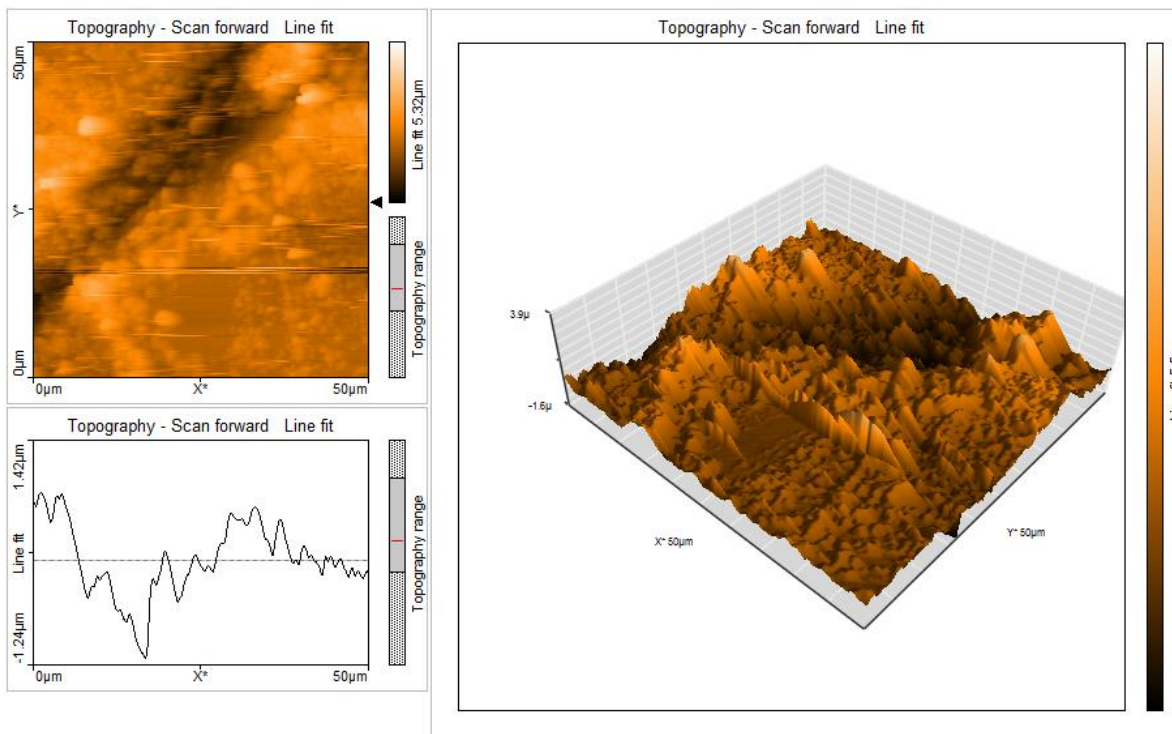 Topography - Scan forward Line fit
50µm
Y*
0µm
0µm X* 50µm
Line fit 5.32µm
Topography range
Topography - Scan forward Line fit
1.42µm
Line fit
-1.24µm
0µm X* 50µm
Topography range
Topography - Scan forward Line fit
3.9µ
-1.6µ
X* 50µm
Y* 50µm